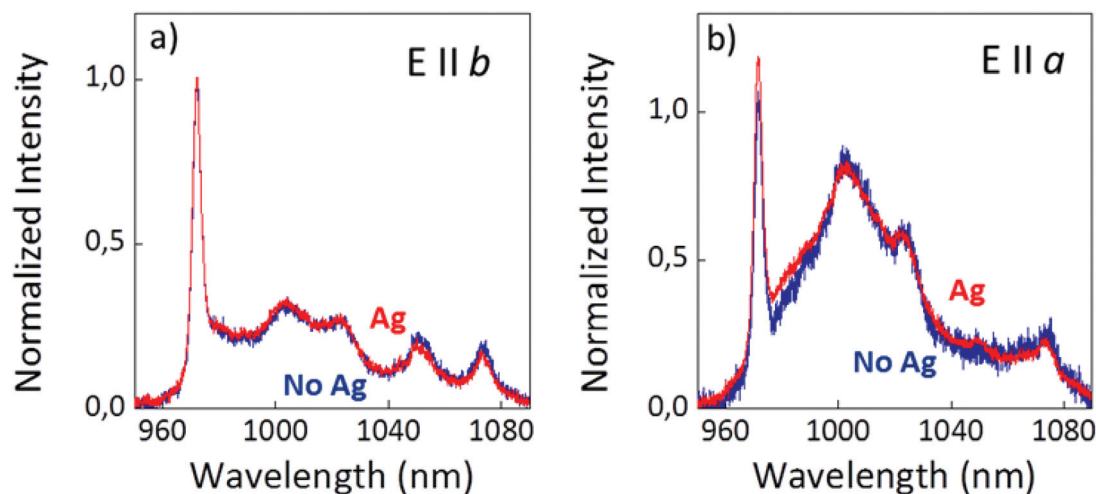 a)
E II b
Normalized Intensity
1,0
0,5
0,0
Ag
No Ag
960 1000 1040 1080
Wavelength (nm)
b)
E II a
Normalized Intensity
1,0
0,5
0,0
Ag
No Ag
960 1000 1040 1080
Wavelength (nm)